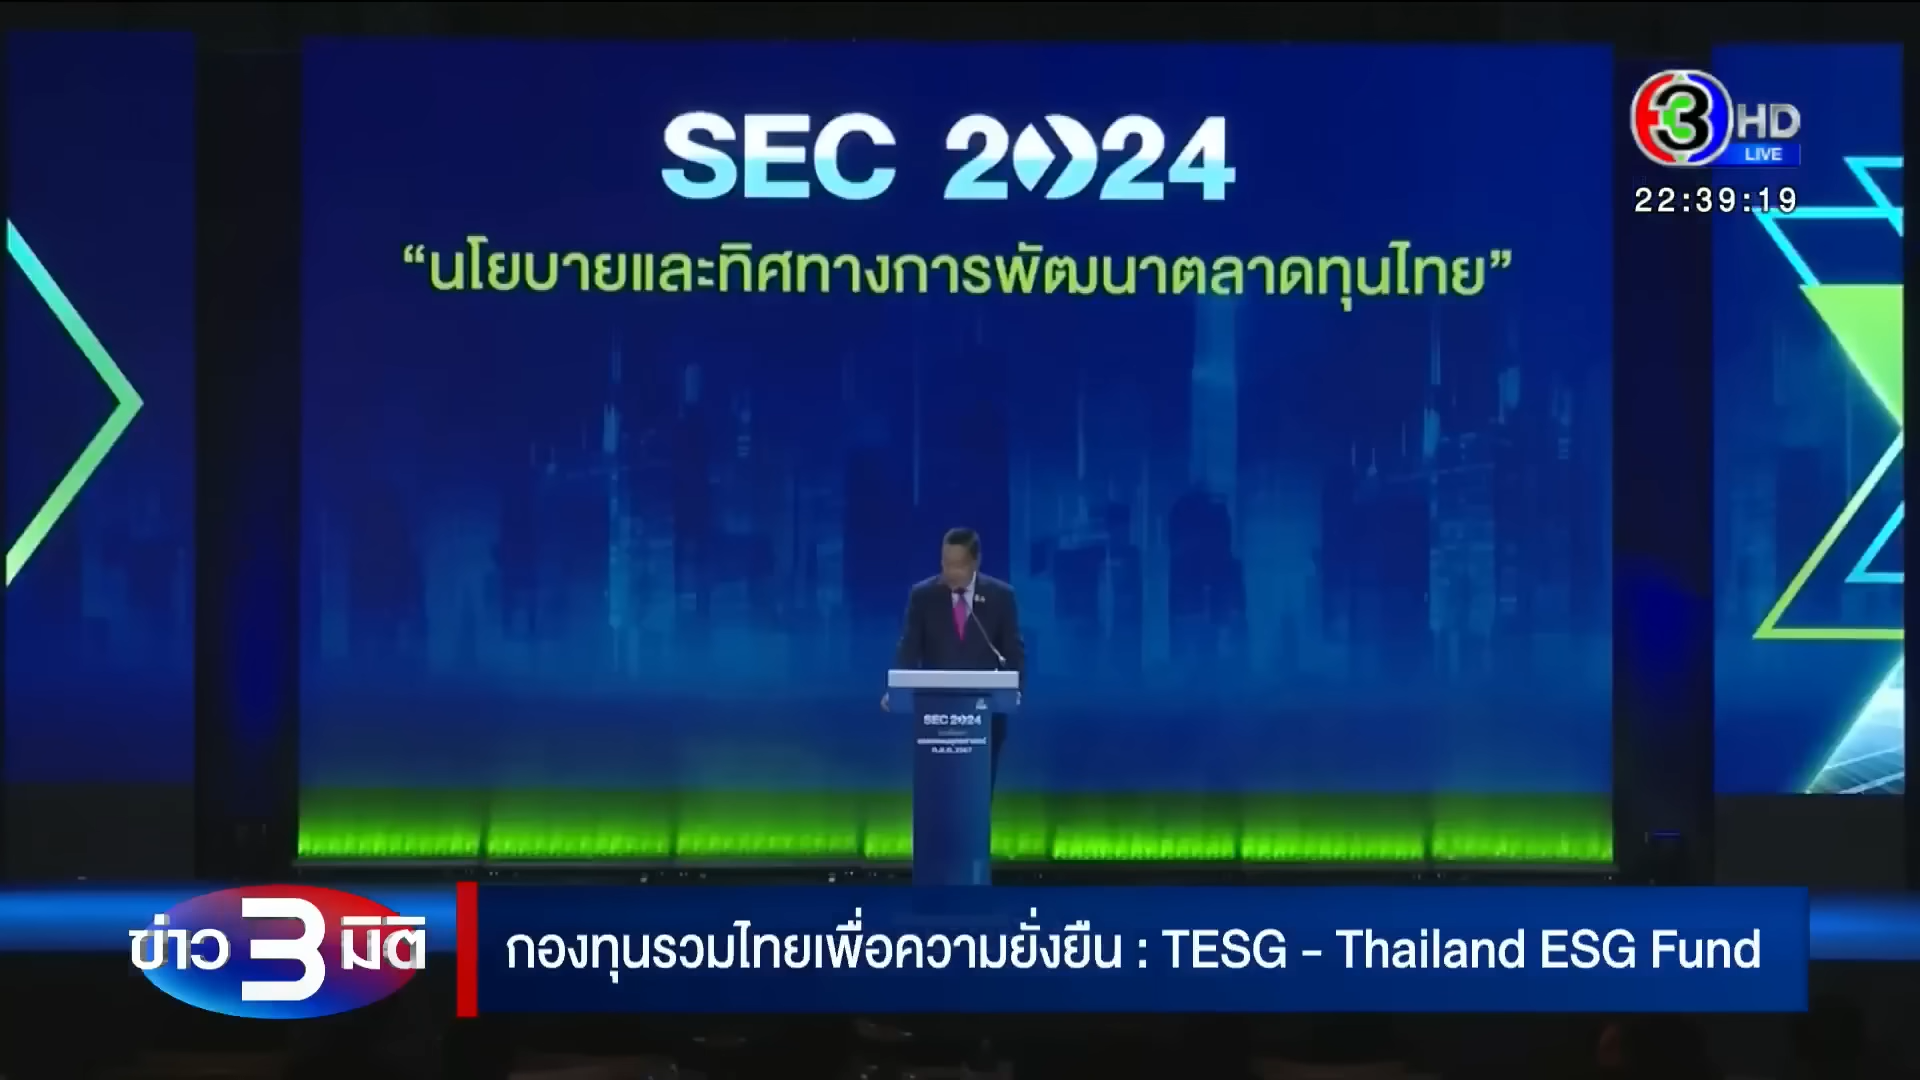 SEC 2024
“นโยบายและทิศทางการพัฒนาตลาดทุนไทย”
3 HD
LIVE
22:39:19
SEC 2024
ข่าว 3 มิติ
กองทุนรวมไทยเพื่อความยั่งยืน : TESG - Thailand ESG Fund